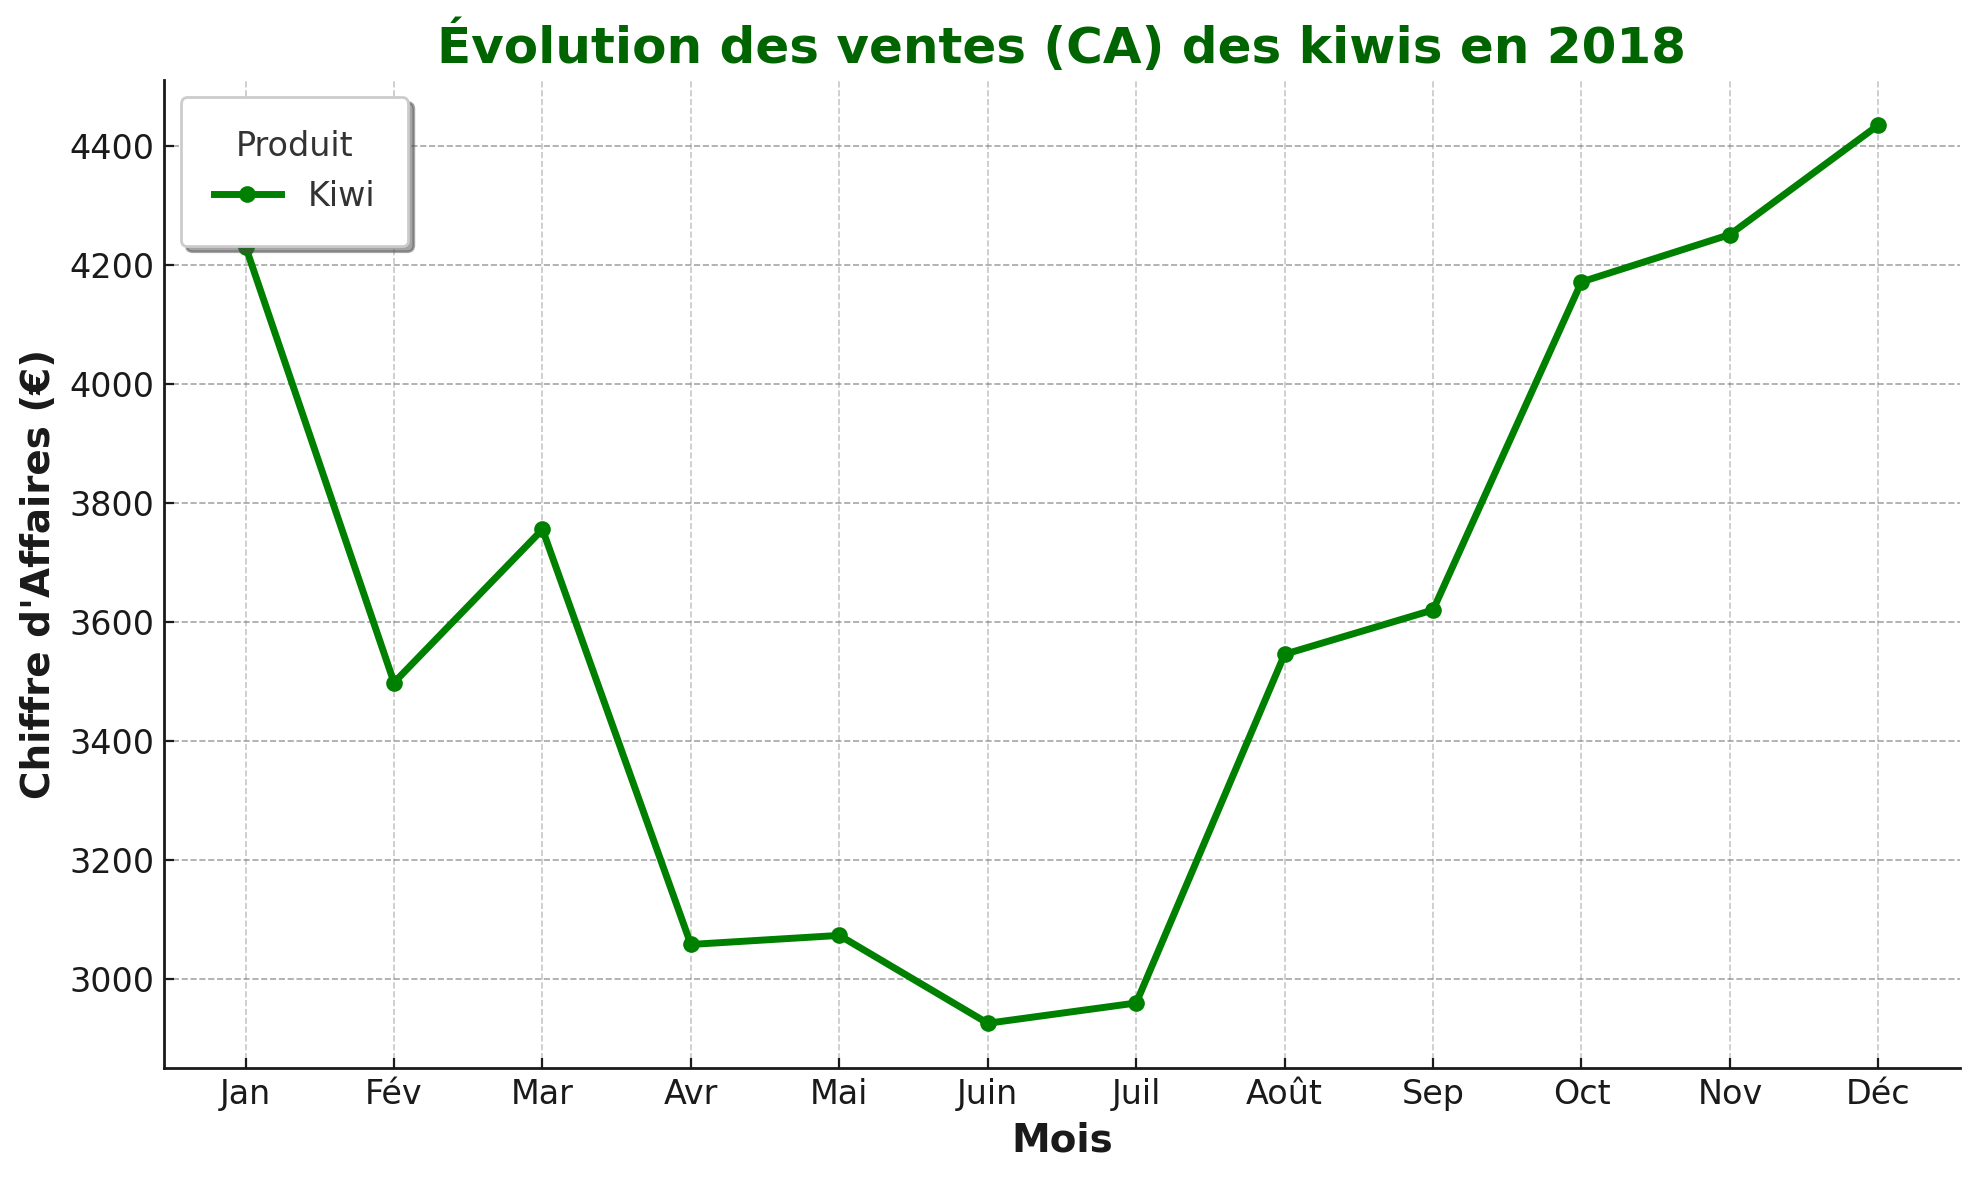 Évolution des ventes (CA) des kiwis en 2018
Produit
Kiwi
Chiffre d'Affaires (€)
4400
4200
4000
3800
3600
3400
3200
3000
Jan Fév Mar Avr Mai Juin Juil Août Sep Oct Nov Déc
Mois